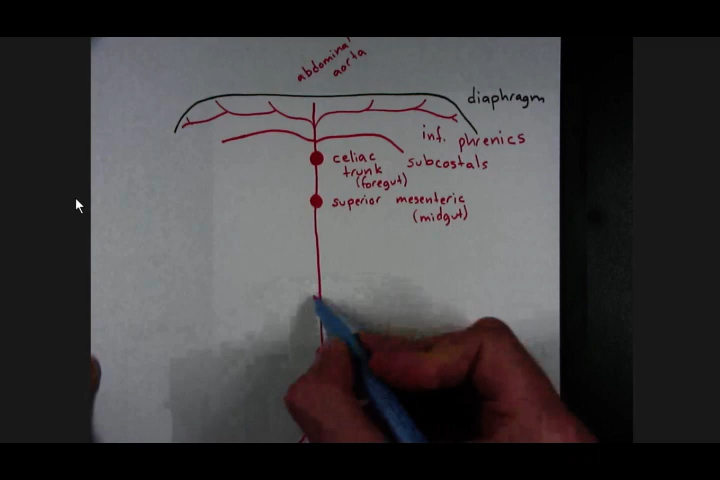 abdominal
aorta
diaphragm
inf. phrenics
subcostals
celiac
trunk
(foregut)
superior mesenteric
(midgut)